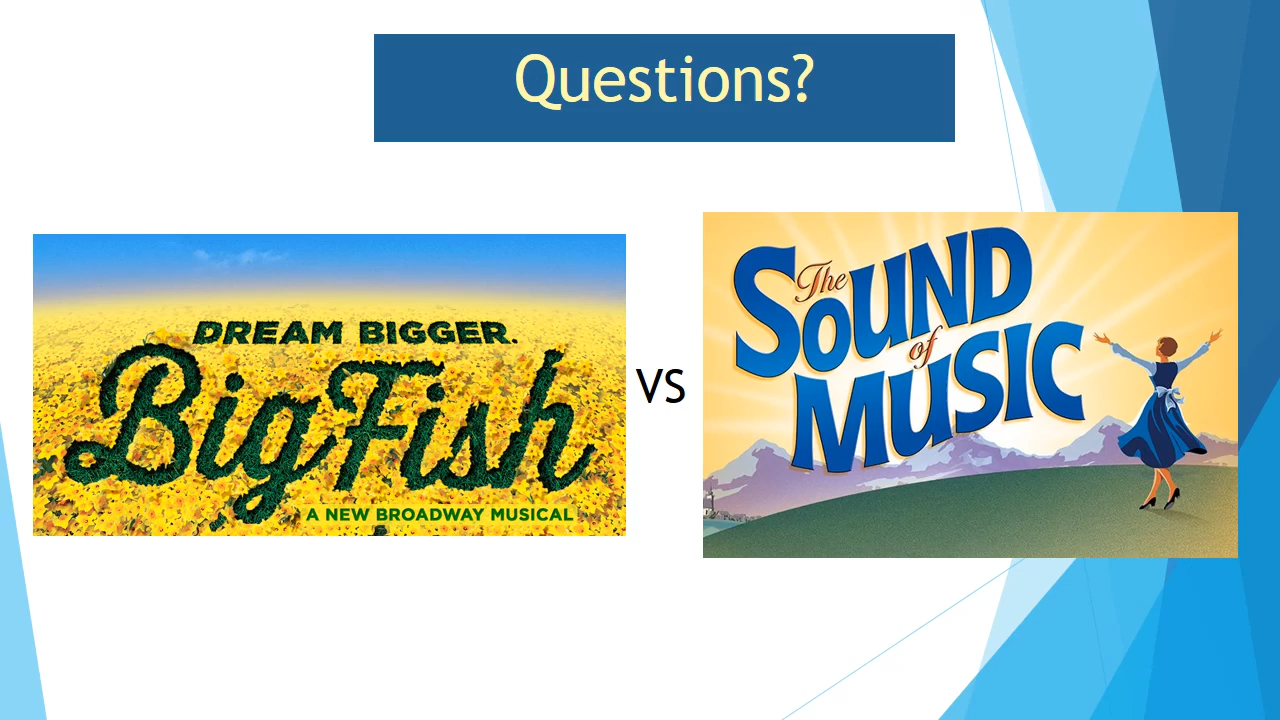 Questions?
DREAM BIGGER.
Big Fish
A NEW BROADWAY MUSICAL
VS
The
SOUND
of
MUSIC